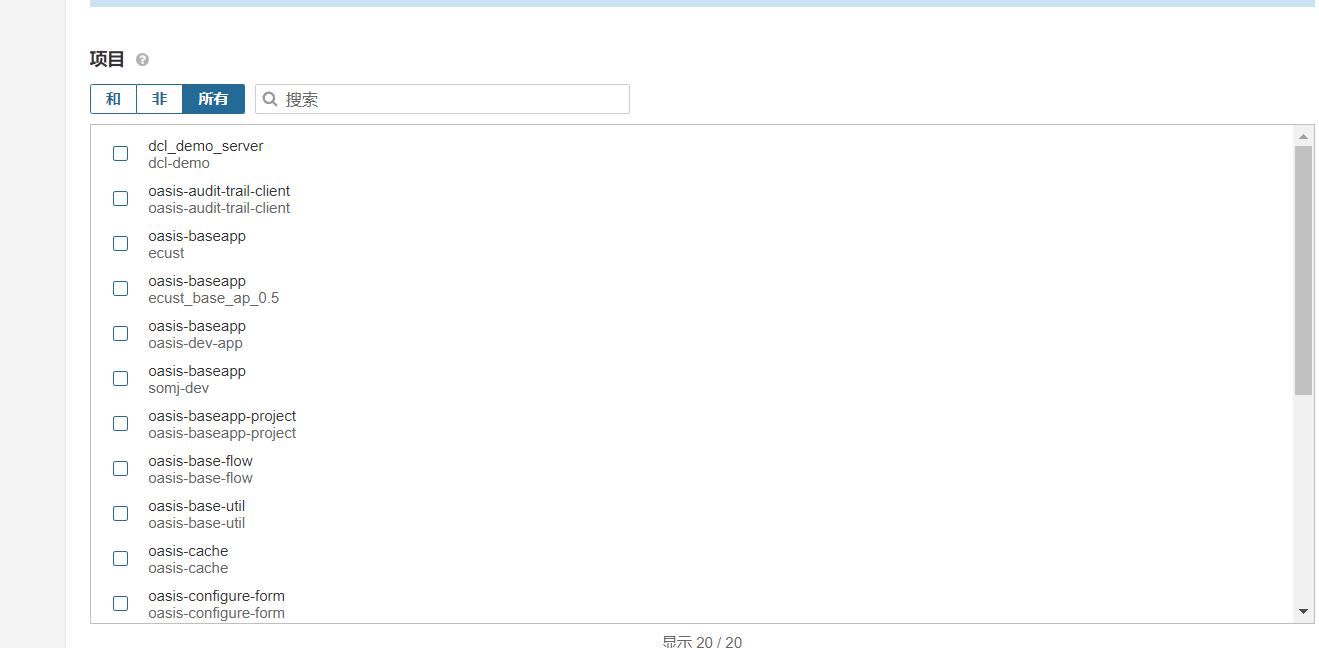 项目 ?
和 非 所有 搜索
dcl_demo_server
dcl-demo
oasis-audit-trail-client
oasis-audit-trail-client
oasis-baseapp
ecust
oasis-baseapp
ecust_base_ap_0.5
oasis-baseapp
oasis-dev-app
oasis-baseapp
somj-dev
oasis-baseapp-project
oasis-baseapp-project
oasis-base-flow
oasis-base-flow
oasis-base-util
oasis-base-util
oasis-cache
oasis-cache
oasis-configure-form
oasis-configure-form
显示 20 / 20